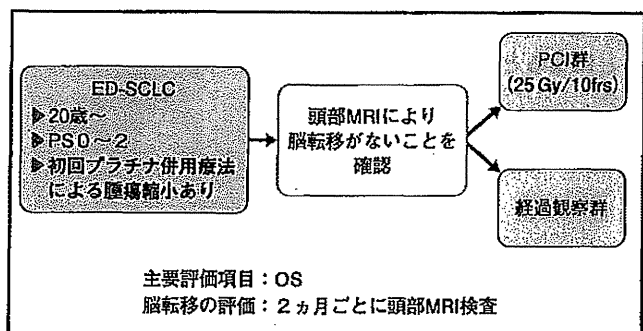 ED-SCLC
▶20歳~
▶PS0~2
▶初回プラチナ併用療法
による腫瘍縮小あり
頭部MRIにより
脳転移がないことを
確認
PCI群
(25Gy/10frs)
経過観察群
主要評価項目:OS
脳転移の評価:2ヵ月ごとに頭部MRI検査